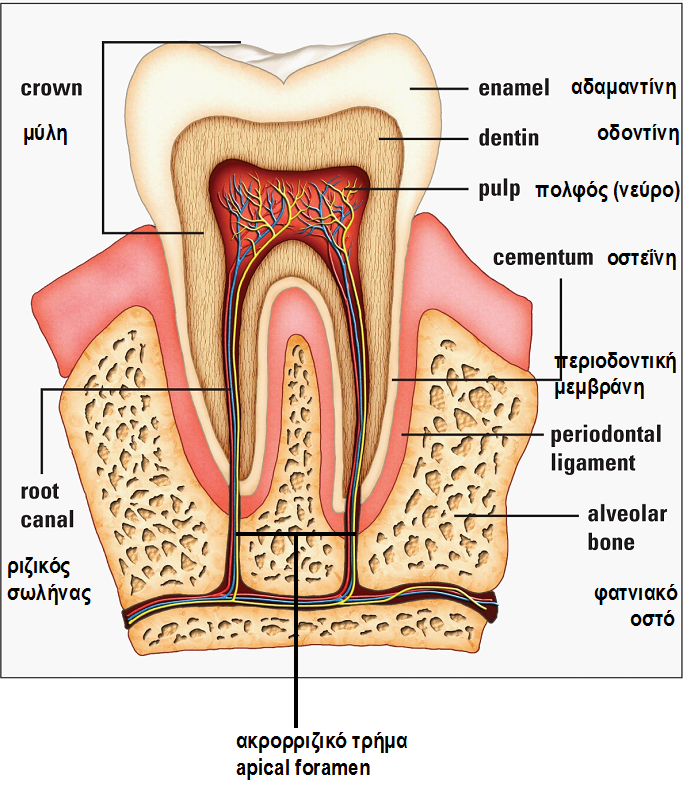 crown
μύλη
enamel αδαμαντίνη
dentin οδοντίνη
pulp πολφός (νεύρο)
cementum οστεΐνη
περιοδοντική
μεμβράνη
periodontal
ligament
root
canal
alveolar
bone
ριζικός
σωλήνας
φατνιακό
οστό
ακρορριζικό τρήμα
apical foramen